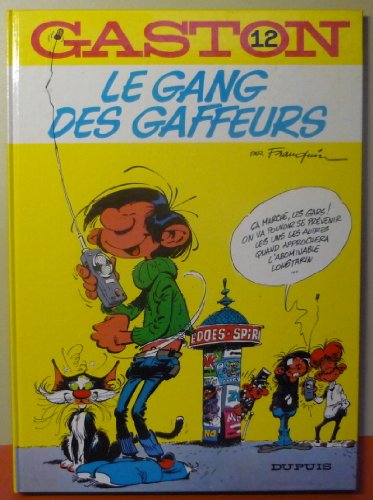 GASTON
12
LE GANG
DES GAFFEURS
PAR Franquin
ÇA MARCHE, LES GARS!
ON VA POUVOIR SE PRÉVENIR
LES UNS LES AUTRES
QUAND APPROCHERA
L'ABOMINABLE
LONGTARIN
...
EDOES-SPIR
DUPUIS